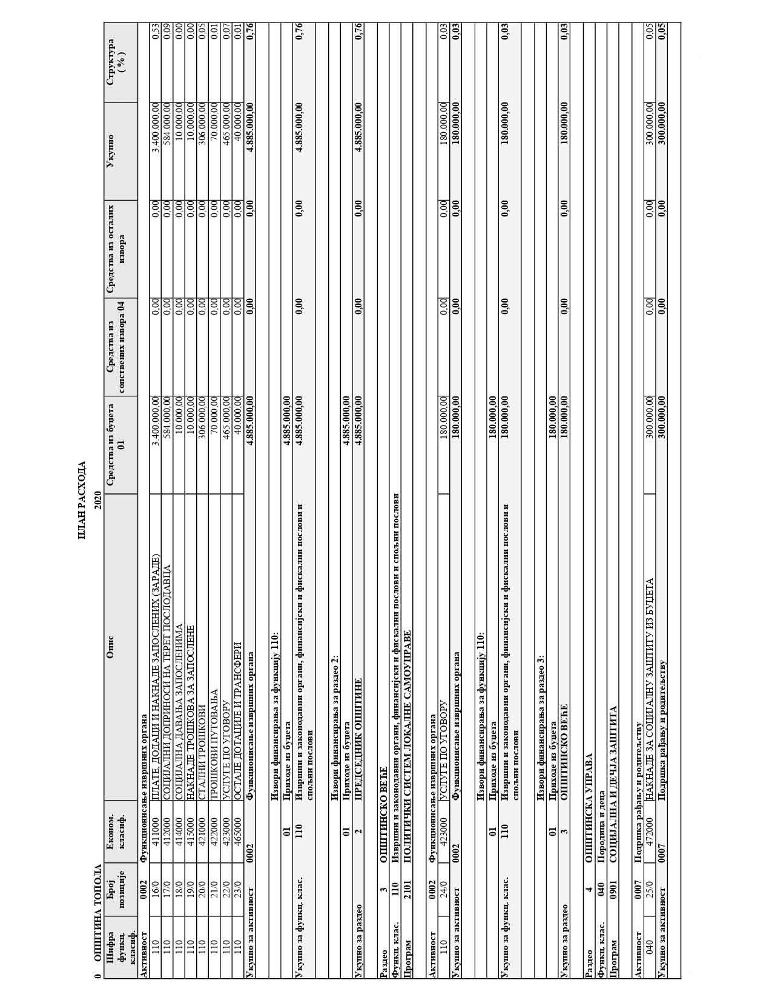 ПЛАН РАСХОДА
0 ОПШТИНА ТОПОЛА 2020
Шифра функц. класиф. Број позиције Економ. класиф. Опис Средства из буџета 01 Средства из сопствених извора 04 Средства из осталих извора Укупно Структура ( % )
Активност 0002 Функционисање извршних органа
110 16/0 411000 ПЛАТЕ, ДОДАЦИ И НАКНАДЕ ЗАПОСЛЕНИХ (ЗАРАДЕ) 3.400.000,00 0,00 0,00 3.400.000,00 0,53
110 17/0 412000 СОЦИЈАЛНИ ДОПРИНОСИ НА ТЕРЕТ ПОСЛОДАВЦА 584.000,00 0,00 0,00 584.000,00 0,09
110 18/0 414000 СОЦИЈАЛНА ДАВАЊА ЗАПОСЛЕНИМА 10.000,00 0,00 0,00 10.000,00 0,00
110 19/0 415000 НАКНАДЕ ТРОШКОВА ЗА ЗАПОСЛЕНЕ 10.000,00 0,00 0,00 10.000,00 0,00
110 20/0 421000 СТАЛНИ ТРОШКОВИ 306.000,00 0,00 0,00 306.000,00 0,05
110 21/0 422000 ТРОШКОВИ ПУТОВАЊА 70.000,00 0,00 0,00 70.000,00 0,01
110 22/0 423000 УСЛУГЕ ПО УГОВОРУ 465.000,00 0,00 0,00 465.000,00 0,07
110 23/0 465000 ОСТАЛЕ ДОТАЦИЈЕ И ТРАНСФЕРИ 40.000,00 0,00 0,00 40.000,00 0,01
Укупно за активност 0002 Функционисање извршних органа 4.885.000,00 0,00 0,00 4.885.000,00 0,76
Извори финансирања за функцију 110:
01 Приходе из буџета 4.885.000,00
Укупно за функц. клас. 110 Извршни и законодавни органи, финансијски и фискални послови и 4.885.000,00 0,00 0,00 4.885.000,00 0,76
спољни послови
Извори финансирања за раздео 2:
01 Приходе из буџета 4.885.000,00
Укупно за раздео 2 ПРЕДСЕДНИК ОПШТИНЕ 4.885.000,00 0,00 0,00 4.885.000,00 0,76
Раздео 3 ОПШТИНСКО ВЕЋЕ
Функц. клас. 110 Извршни и законодавни органи, финансијски и фискални послови и спољни послови
Програм 2101 ПОЛИТИЧКИ СИСТЕМ ЛОКАЛНЕ САМОУПРАВЕ
Активност 0002 Функционисање извршних органа
110 24/0 423000 УСЛУГЕ ПО УГОВОРУ 180.000,00 0,00 0,00 180.000,00 0,03
Укупно за активност 0002 Функционисање извршних органа 180.000,00 0,00 0,00 180.000,00 0,03
Извори финансирања за функцију 110:
01 Приходе из буџета 180.000,00
Укупно за функц. клас. 110 Извршни и законодавни органи, финансијски и фискални послови и 180.000,00 0,00 0,00 180.000,00 0,03
спољни послови
Извори финансирања за раздео 3:
01 Приходе из буџета 180.000,00
Укупно за раздео 3 ОПШТИНСКО ВЕЋЕ 180.000,00 0,00 0,00 180.000,00 0,03
Раздео 4 ОПШТИНСКА УПРАВА
Функц. клас. 040 Породица и деца
Програм 0901 СОЦИЈАЛНА И ДЕЧЈА ЗАШТИТА
Активност 0007 Подршка рађању и родитељству
040 25/0 472000 НАКНАДЕ ЗА СОЦИЈАЛНУ ЗАШТИТУ ИЗ БУЏЕТА 300.000,00 0,00 0,00 300.000,00 0,05
Укупно за активност 0007 Подршка рађању и родитељству 300.000,00 0,00 0,00 300.000,00 0,05